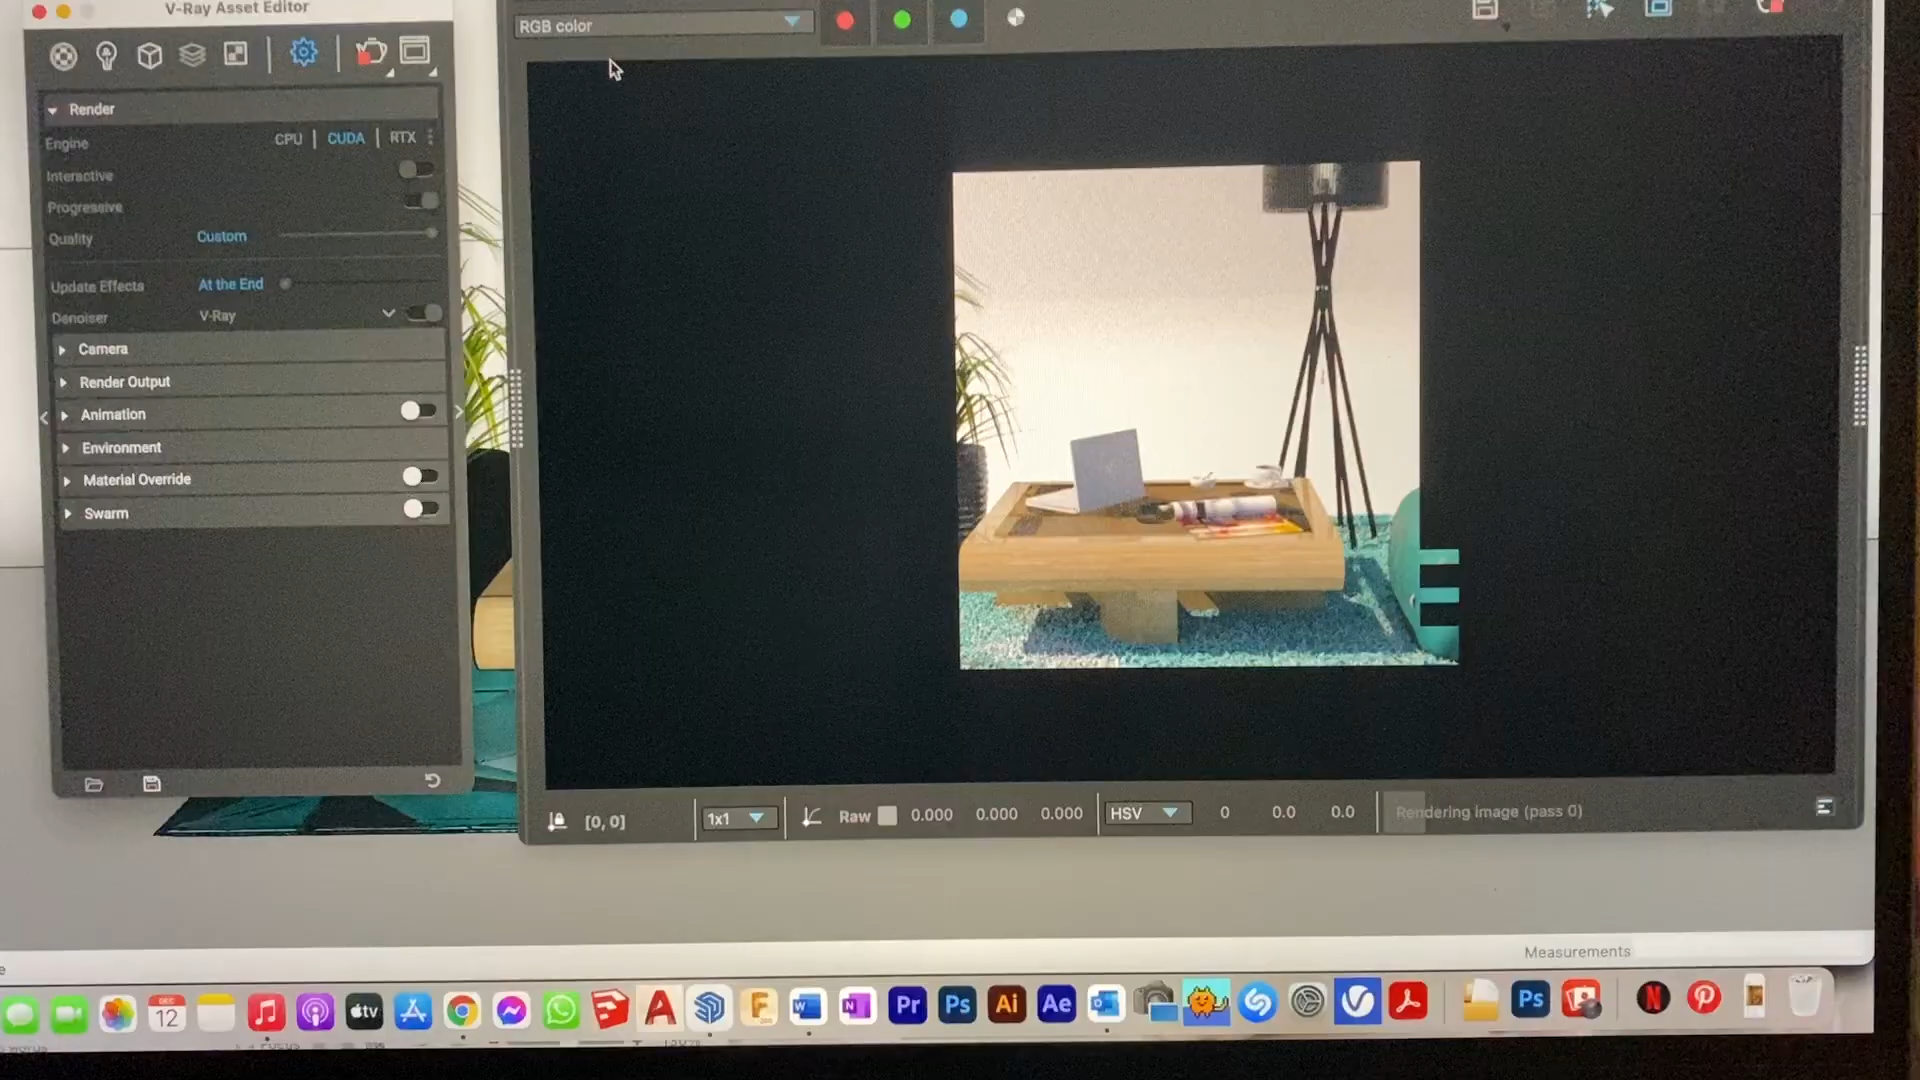 V-Ray Asset Editor
RGB color
Render
Engine CPU | CUDA | RTX
Interactive
Progressive
Quality Custom
Update Effects At the End
Denoiser V-Ray
Camera
Render Output
Animation
Environment
Material Override
Swarm
[0, 0] 1x1 Raw 0.000 0.000 0.000 HSV 0 0.0 0.0 Rendering image (pass 0)
Measurements
DEC
12
tv
A
F
W
N
Pr
Ps
Ai
Ae
Ps
N